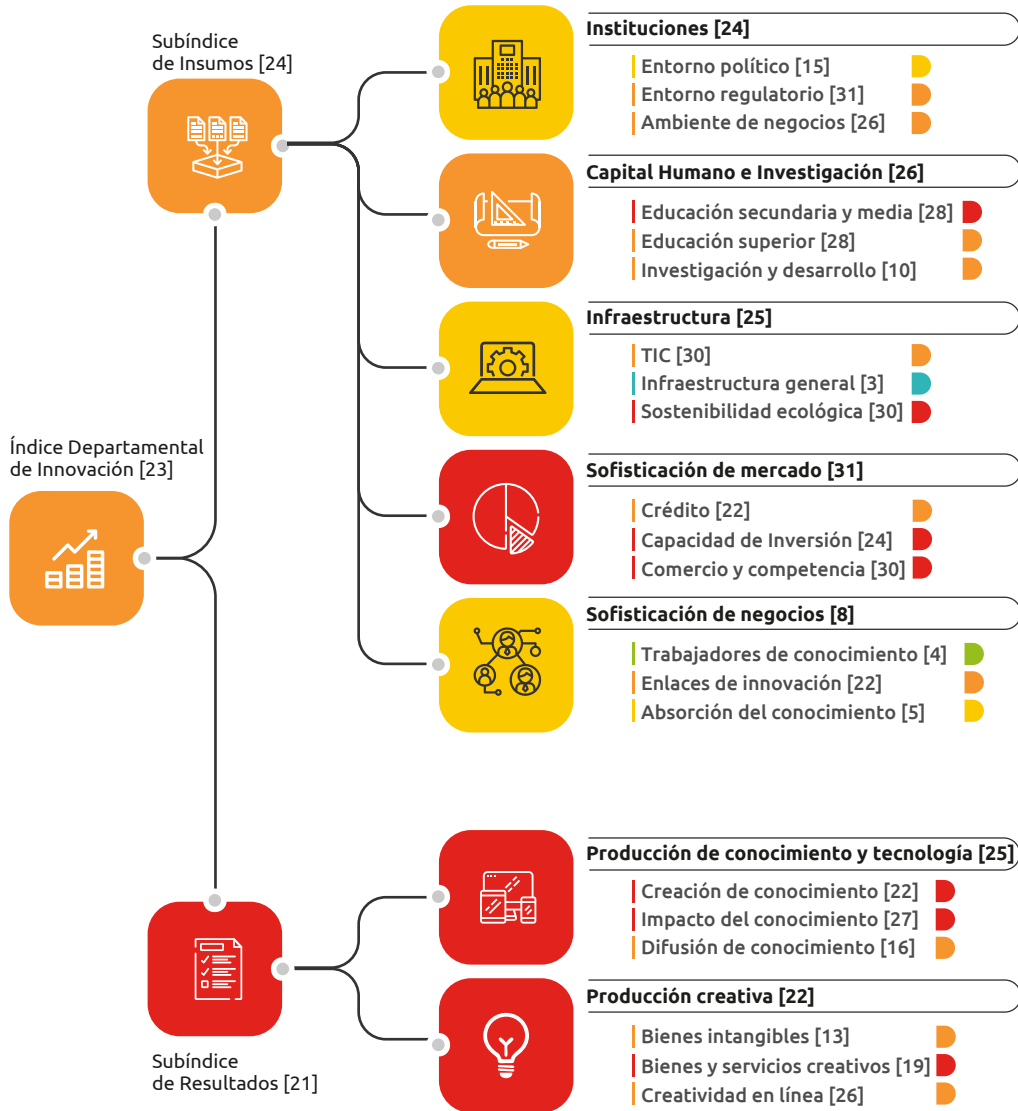 Índice Departamental
de Innovación [23]
Subíndice
de Insumos [24]
Instituciones [24]
Entorno político [15]
Entorno regulatorio [31]
Ambiente de negocios [26]
Capital Humano e Investigación [26]
Educación secundaria y media [28]
Educación superior [28]
Investigación y desarrollo [10]
Infraestructura [25]
TIC [30]
Infraestructura general [3]
Sostenibilidad ecológica [30]
Sofisticación de mercado [31]
Crédito [22]
Capacidad de Inversión [24]
Comercio y competencia [30]
Sofisticación de negocios [8]
Trabajadores de conocimiento [4]
Enlaces de innovación [22]
Absorción del conocimiento [5]
Subíndice
de Resultados [21]
Producción de conocimiento y tecnología [25]
Creación de conocimiento [22]
Impacto del conocimiento [27]
Difusión de conocimiento [16]
Producción creativa [22]
Bienes intangibles [13]
Bienes y servicios creativos [19]
Creatividad en línea [26]